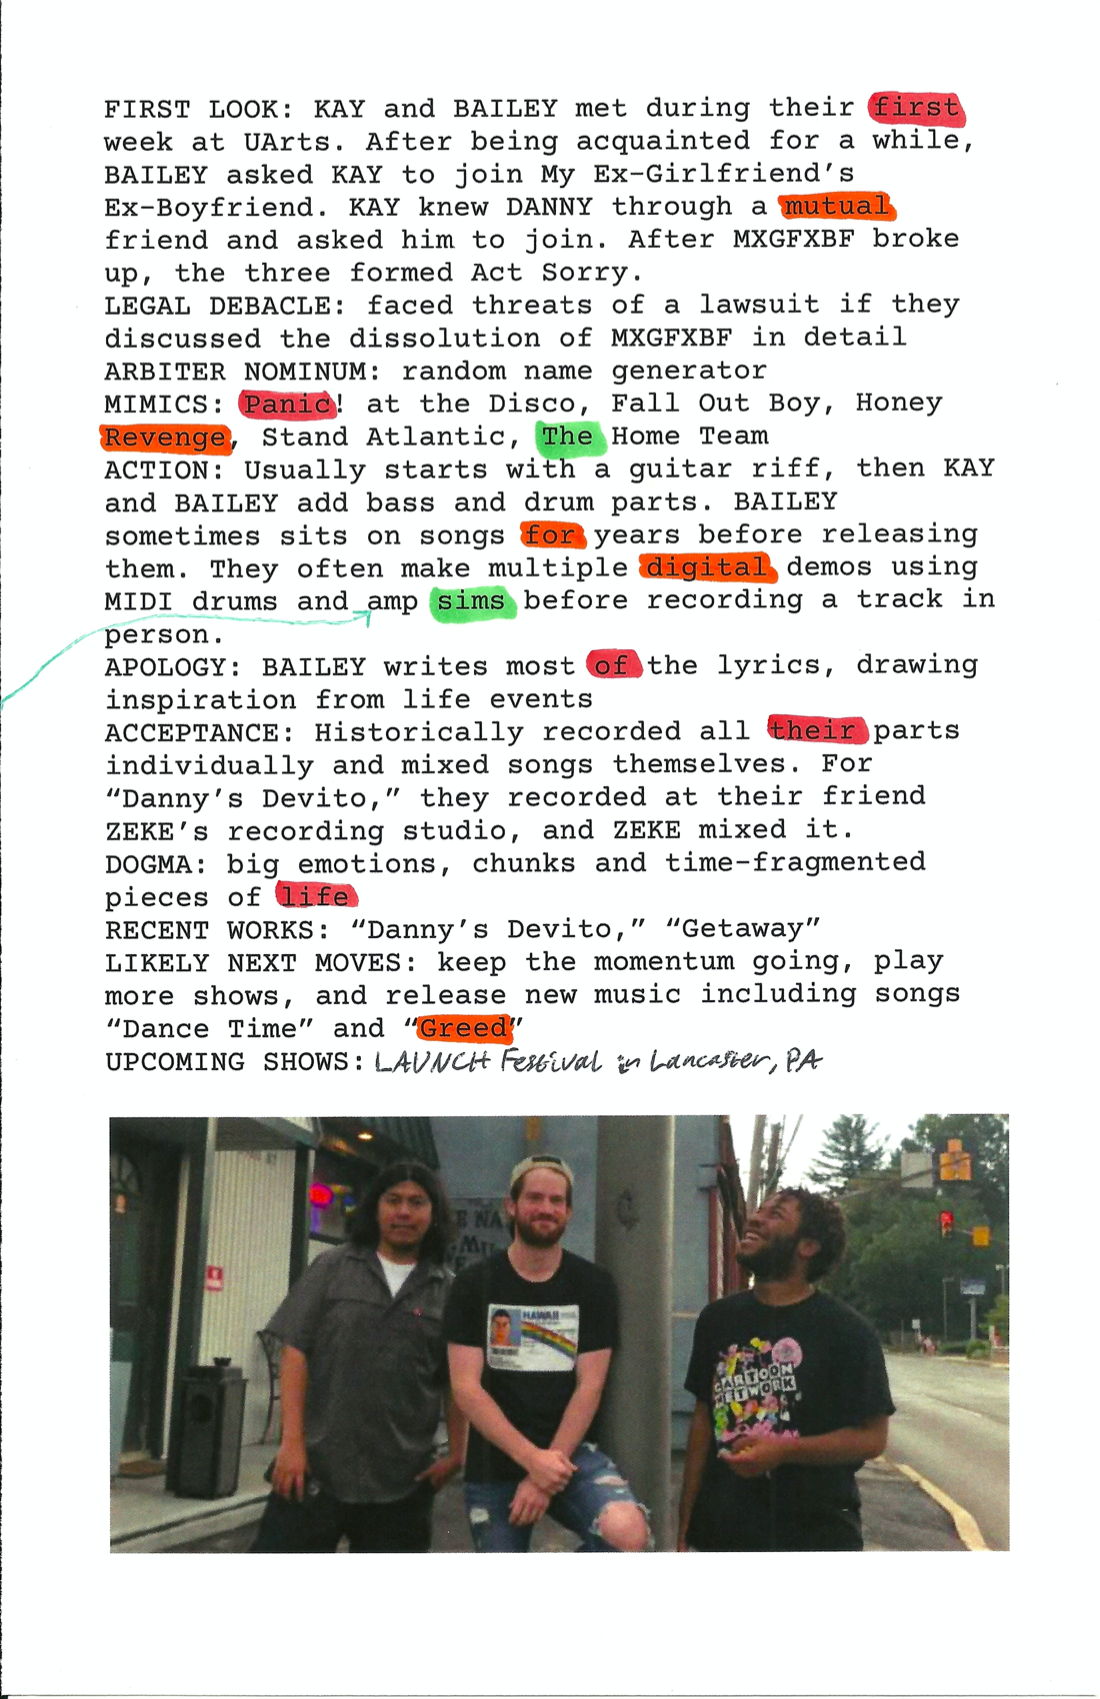 FIRST LOOK: KAY and BAILEY met during their first
week at UArts. After being acquainted for a while,
BAILEY asked KAY to join My Ex-Girlfriend’s
Ex-Boyfriend. KAY knew DANNY through a mutual
friend and asked him to join. After MXGFXBF broke
up, the three formed Act Sorry.
LEGAL DEBACLE: faced threats of a lawsuit if they
discussed the dissolution of MXGFXBF in detail
ARBITER NOMINUM: random name generator
MIMICS: Panic! at the Disco, Fall Out Boy, Honey
Revenge, Stand Atlantic, The Home Team
ACTION: Usually starts with a guitar riff, then KAY
and BAILEY add bass and drum parts. BAILEY
sometimes sits on songs for years before releasing
them. They often make multiple digital demos using
MIDI drums and amp sims before recording a track in
person.
APOLOGY: BAILEY writes most of the lyrics, drawing
inspiration from life events
ACCEPTANCE: Historically recorded all their parts
individually and mixed songs themselves. For
“Danny’s Devito,” they recorded at their friend
ZEKE’s recording studio, and ZEKE mixed it.
DOGMA: big emotions, chunks and time-fragmented
pieces of life
RECENT WORKS: “Danny’s Devito,” “Getaway”
LIKELY NEXT MOVES: keep the momentum going, play
more shows, and release new music including songs
“Dance Time” and “Greed”
UPCOMING SHOWS: LAUNCH Festival in Lancaster, PA
HAWAII
CARTOON
NETWORK